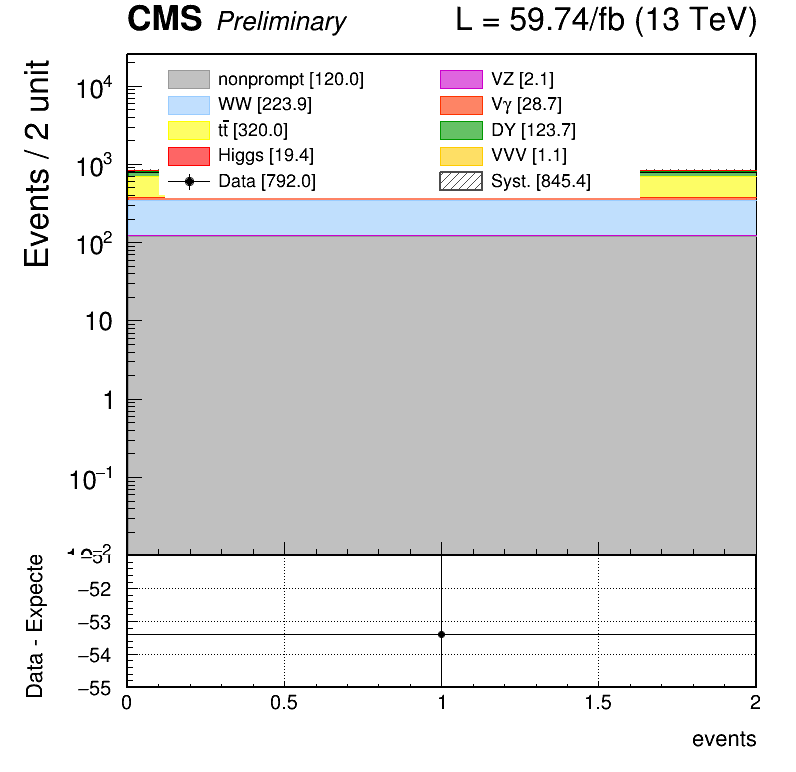 CMS Preliminary L = 59.74/fb (13 TeV)
Events / 2 unit
nonprompt [120.0] VZ [2.1]
WW [223.9] Vγ [28.7]
tt̅ [320.0] DY [123.7]
Higgs [19.4] VVV [1.1]
Data [792.0] Syst. [845.4]
10⁴
10³
10²
10
1
10⁻¹
Data - Expecte
−52
−53
−54
−55
0 0.5 1 1.5 2
events